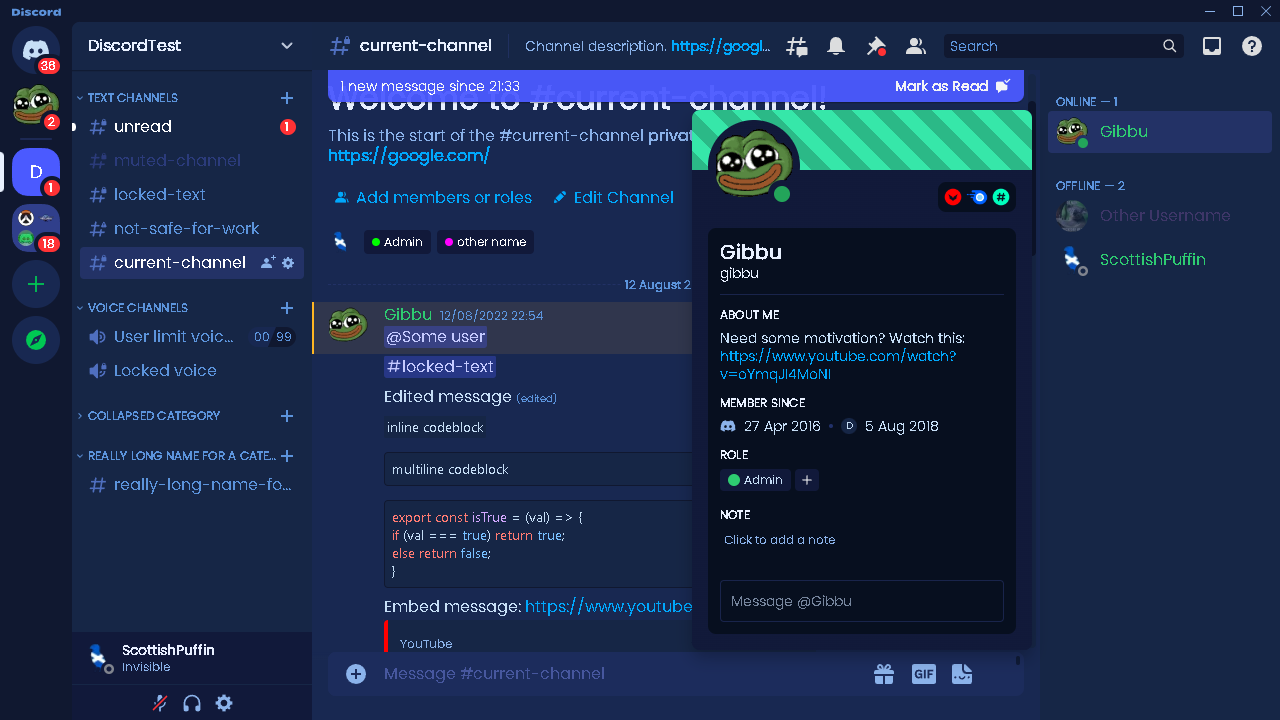 Discord
38
2
D
1
18
DiscordTest
TEXT CHANNELS
unread
1
muted-channel
locked-text
not-safe-for-work
current-channel
VOICE CHANNELS
User limit voic...
00 99
Locked voice
COLLAPSED CATEGORY
REALLY LONG NAME FOR A CATE...
really-long-name-fo...
ScottishPuffin
Invisible
current-channel
Channel description. https://googl...
Search
1 new message since 21:33
Mark as Read
Welcome to #current-channel!
This is the start of the #current-channel private
https://google.com/
Add members or roles
Edit Channel
Admin
other name
12 August 2
Gibbu 12/08/2022 22:54
@Some user
#locked-text
Edited message (edited)
inline codeblock
multiline codeblock
export const isTrue = (val) => {
if (val === true) return true;
else return false;
}
Embed message: https://www.youtube
YouTube
Message #current-channel
GIF
Gibbu
gibbu
ABOUT ME
Need some motivation? Watch this:
https://www.youtube.com/watch?
v=oYmqJl4MoNI
MEMBER SINCE
27 Apr 2016 • D 5 Aug 2018
ROLE
Admin +
NOTE
Click to add a note
Message @Gibbu
ONLINE — 1
Gibbu
OFFLINE — 2
Other Username
ScottishPuffin